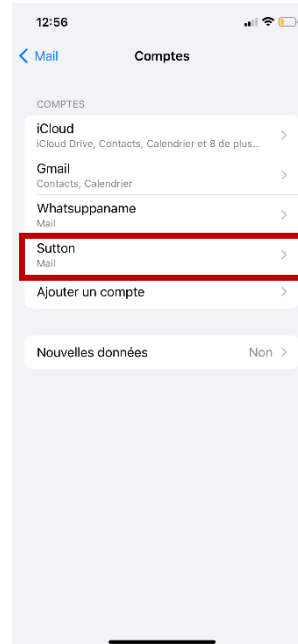 12:56
Mail
Comptes
COMPTES
iCloud
iCloud Drive, Contacts, Calendrier et 8 de plus...
Gmail
Contacts, Calendrier
Whatsuppaname
Mail
Sutton
Mail
Ajouter un compte
Nouvelles données
Non